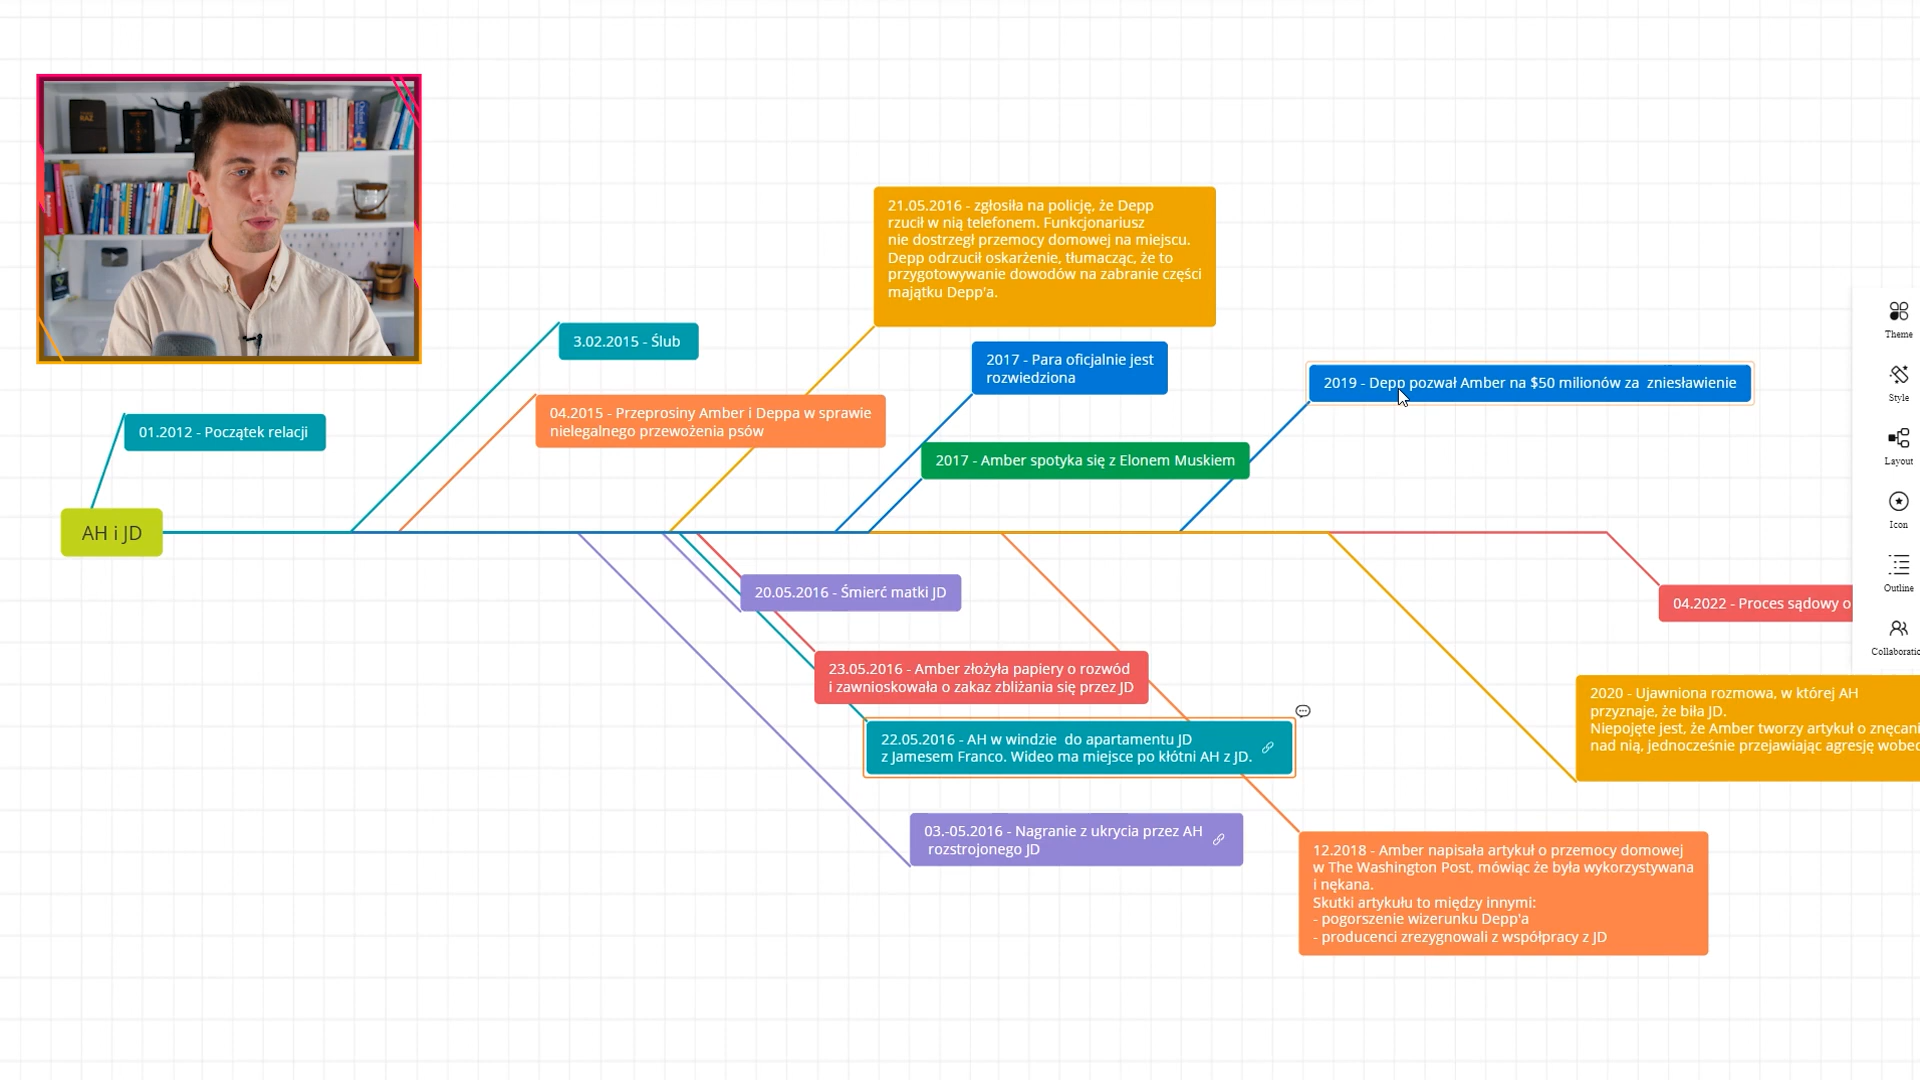 21.05.2016 - zgłosiła na policję, że Depp
rzucił w nią telefonem. Funkcjonariusz
nie dostrzegł przemocy domowej na miejscu.
Depp odrzucił oskarżenie, tłumacząc, że to
przygotowywanie dowodów na zabranie części
majątku Depp'a.
3.02.2015 - Ślub
2017 - Para oficjalnie jest
rozwiedziona
2019 - Depp pozwał Amber na $50 milionów za  zniesławienie
04.2015 - Przeprosiny Amber i Deppa w sprawie
nielegalnego przewożenia psów
01.2012 - Początek relacji
2017 - Amber spotyka się z Elonem Muskiem
AH i JD
20.05.2016 - Śmierć matki JD
04.2022 - Proces sądowy o
23.05.2016 - Amber złożyła papiery o rozwód
i zawnioskowała o zakaz zbliżania się przez JD
2020 - Ujawniona rozmowa, w której AH
przyznaje, że biła JD.
Niepojęte jest, że Amber tworzy artykuł o znęcani
nad nią, jednocześnie przejawiając agresję wobec
22.05.2016 - AH w windzie  do apartamentu JD
z Jamesem Franco. Wideo ma miejsce po kłótni AH z JD.
03.-05.2016 - Nagranie z ukrycia przez AH
rozstrojonego JD
12.2018 - Amber napisała artykuł o przemocy domowej
w The Washington Post, mówiąc że była wykorzystywana
i nękana.
Skutki artykułu to między innymi:
- pogorszenie wizerunku Depp'a
- producenci zrezygnowali z współpracy z JD
Theme
Style
Layout
Icon
Outline
Collaboratio